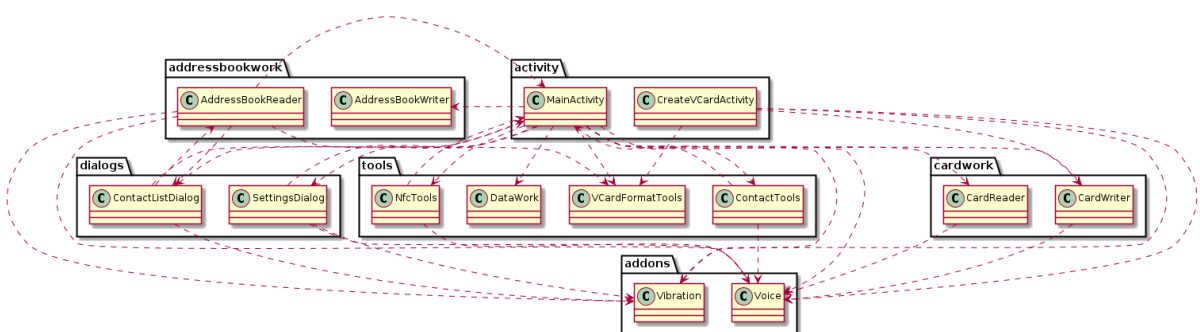 addressbookwork
C AddressBookReader
C AddressBookWriter
activity
C MainActivity
C CreateVCardActivity
dialogs
C ContactListDialog
C SettingsDialog
tools
C NfcTools
C DataWork
C VCardFormatTools
C ContactTools
cardwork
C CardReader
C CardWriter
addons
C Vibration
C Voice